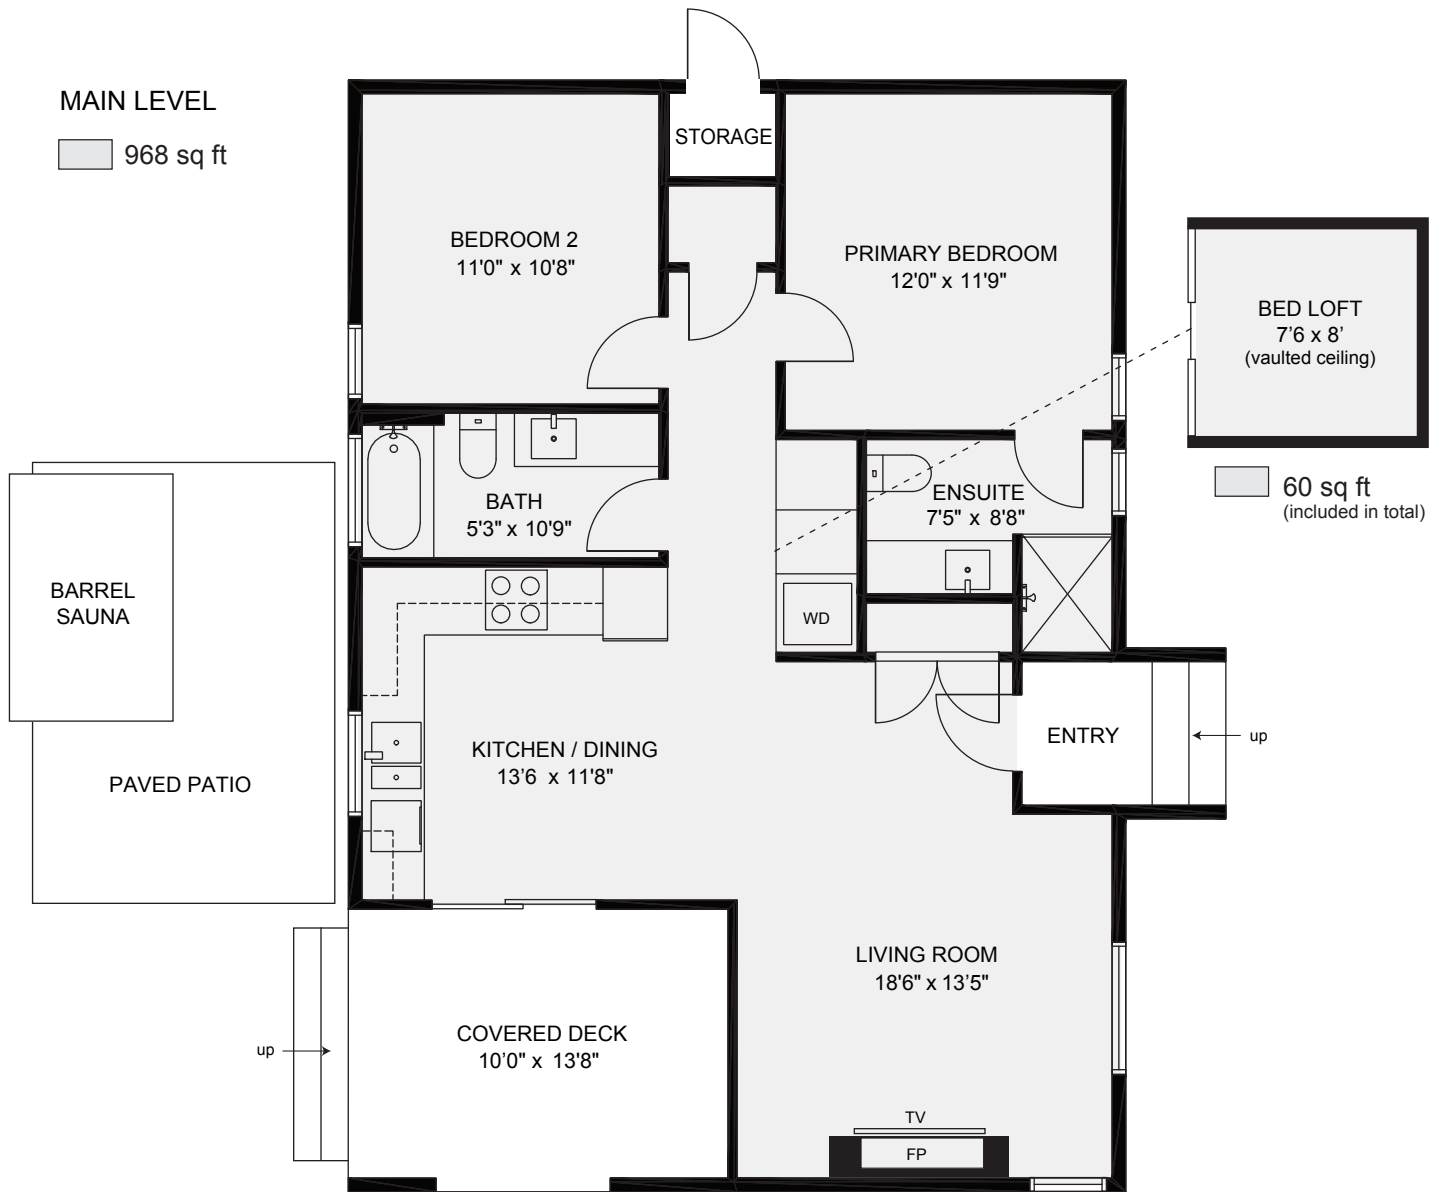 MAIN LEVEL
968 sq ft
STORAGE
BEDROOM 2
11'0" x 10'8"
PRIMARY BEDROOM
12'0" x 11'9"
BED LOFT
7'6 x 8'
(vaulted ceiling)
60 sq ft
(included in total)
BATH
5'3" x 10'9"
ENSUITE
7'5" x 8'8"
WD
BARREL
SAUNA
PAVED PATIO
KITCHEN / DINING
13'6 x 11'8"
ENTRY
up
LIVING ROOM
18'6" x 13'5"
COVERED DECK
10'0" x 13'8"
up
TV
FP